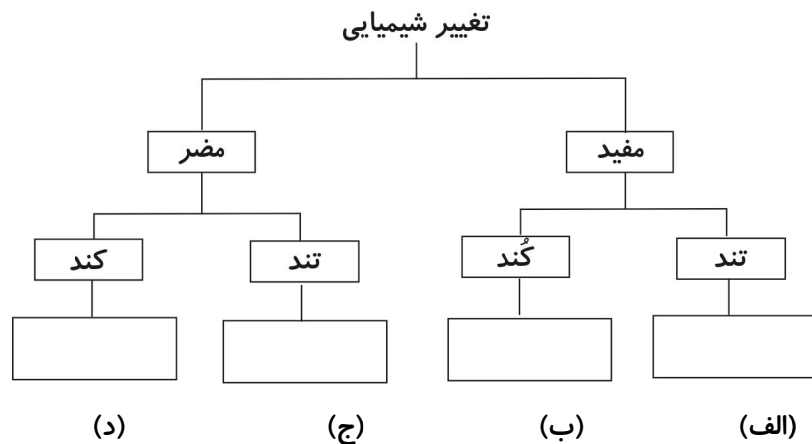 تغییر شیمیایی
مفید
مضر
تند
کُند
تند
کند
(الف)
(ب)
(ج)
(د)